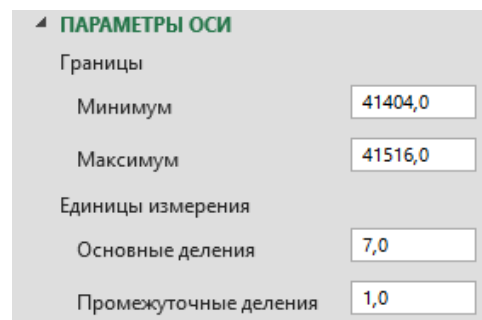 ПАРАМЕТРЫ ОСИ
Границы
Минимум 41404,0
Максимум 41516,0
Единицы измерения
Основные деления 7,0
Промежуточные деления 1,0